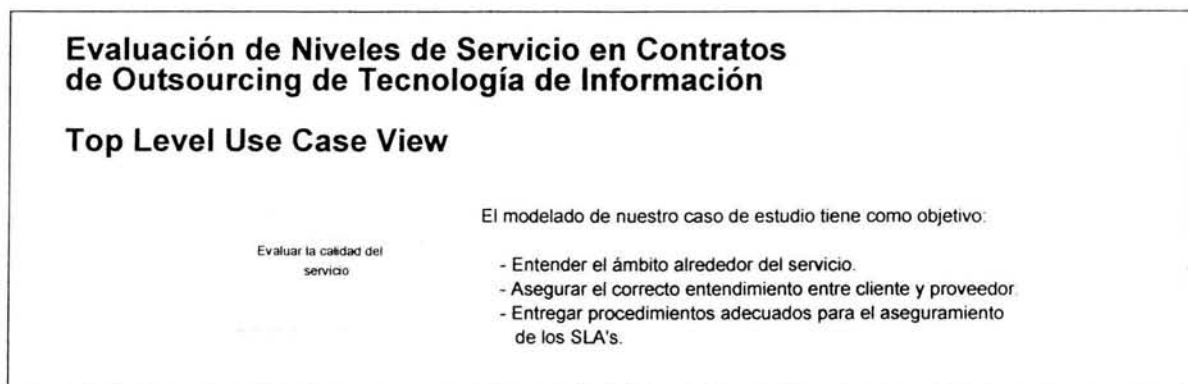 Evaluación de Niveles de Servicio en Contratos
de Outsourcing de Tecnología de Información
Top Level Use Case View
El modelado de nuestro caso de estudio tiene como objetivo:
Evaluar la calidad del
servicio
- Entender el ámbito alrededor del servicio.
- Asegurar el correcto entendimiento entre cliente y proveedor.
- Entregar procedimientos adecuados para el aseguramiento
de los SLA's.